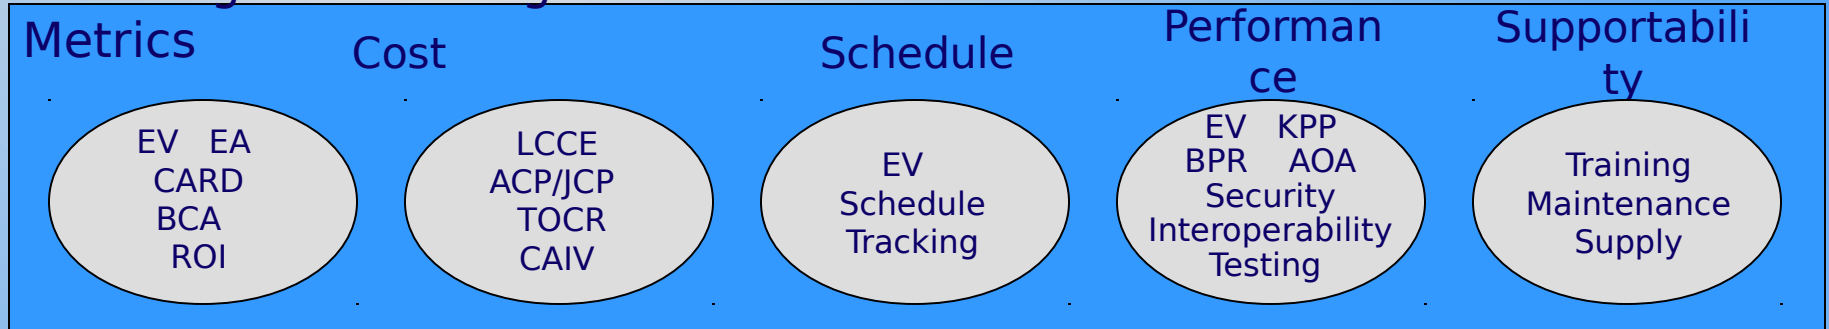 Metrics
Cost
Schedule
Performan
ce
Supportabili
ty
EV EA
CARD
BCA
ROI
LCCE
ACP/JCP
TOCR
CAIV
EV
Schedule
Tracking
EV KPP
BPR AOA
Security
Interoperability
Testing
Training
Maintenance
Supply